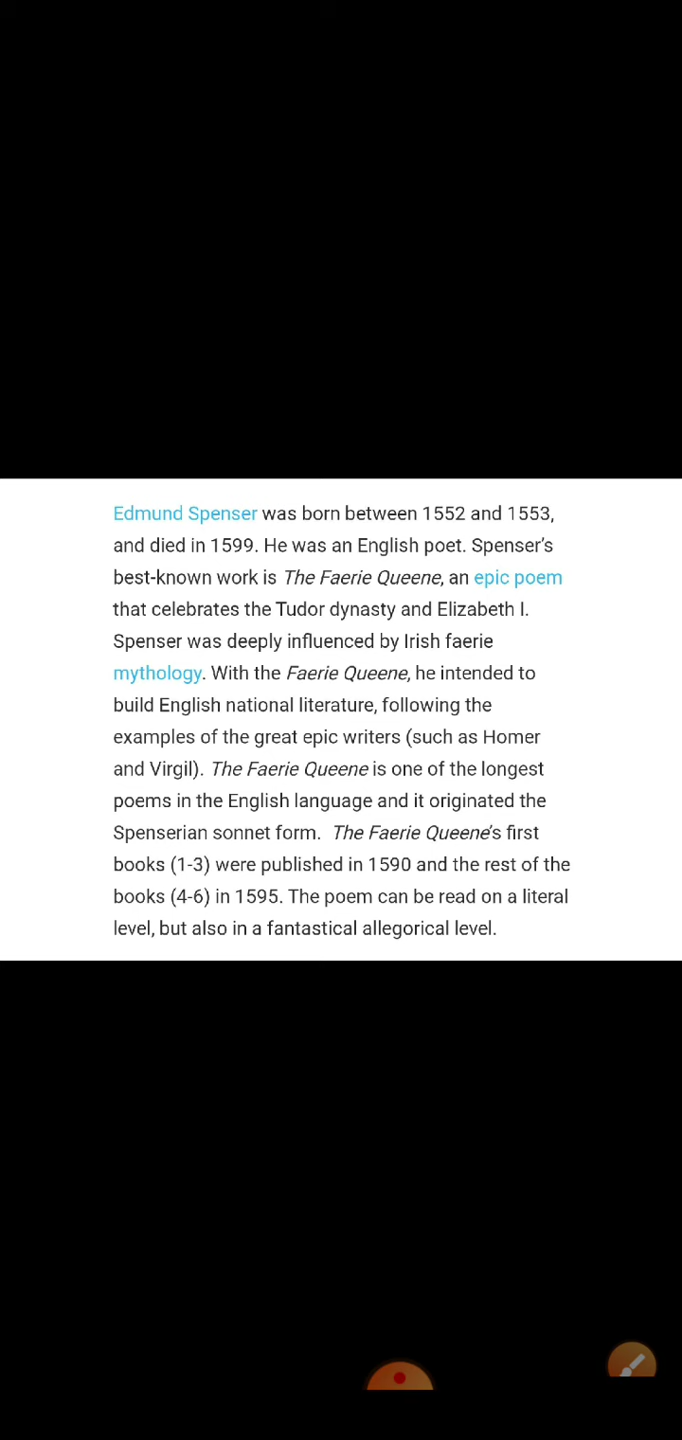 Edmund Spenser was born between 1552 and 1553,
and died in 1599. He was an English poet. Spenser’s
best-known work is The Faerie Queene, an epic poem
that celebrates the Tudor dynasty and Elizabeth I.
Spenser was deeply influenced by Irish faerie
mythology. With the Faerie Queene, he intended to
build English national literature, following the
examples of the great epic writers (such as Homer
and Virgil). The Faerie Queene is one of the longest
poems in the English language and it originated the
Spenserian sonnet form.  The Faerie Queene’s first
books (1-3) were published in 1590 and the rest of the
books (4-6) in 1595. The poem can be read on a literal
level, but also in a fantastical allegorical level.